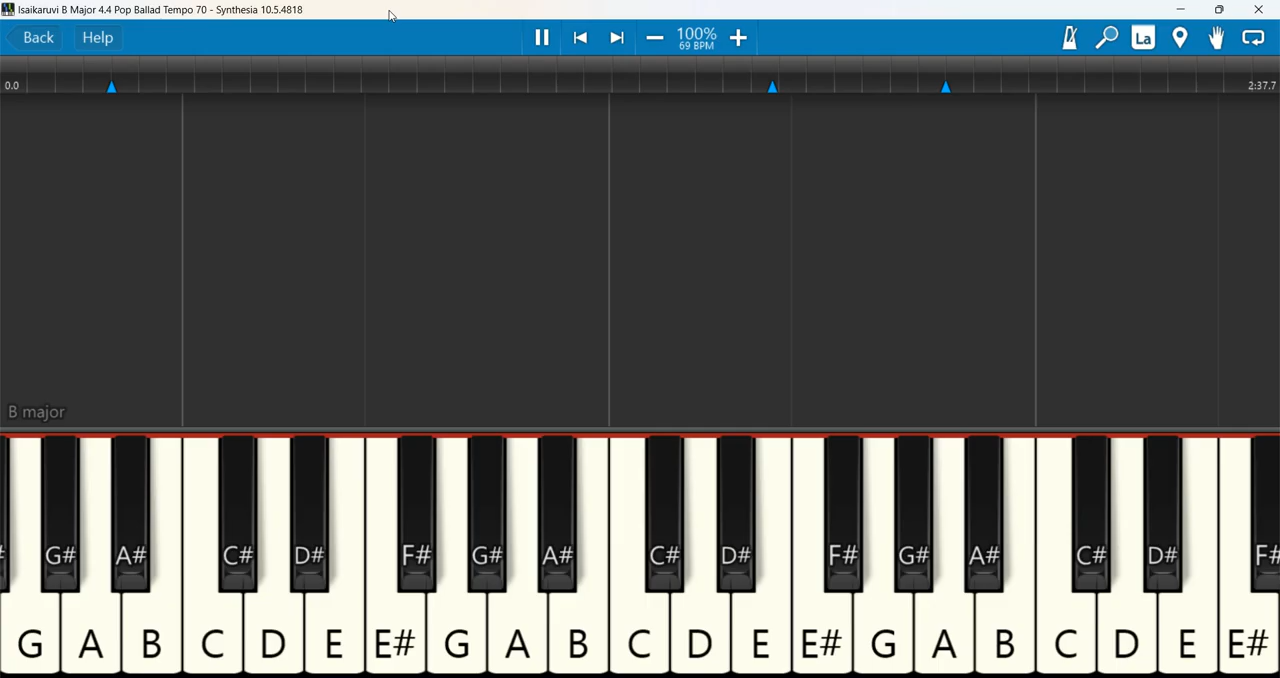 Isaikaruvi B Major 4.4 Pop Ballad Tempo 70 - Synthesia 10.5.4818
Back Help 100% La
69 BPM
0.0 2:37.7
B major
G# A# C# D# F# G# A# C# D# F# G# A# C# D# F#
G A B C D E E# G A B C D E E# G A B C D E E#